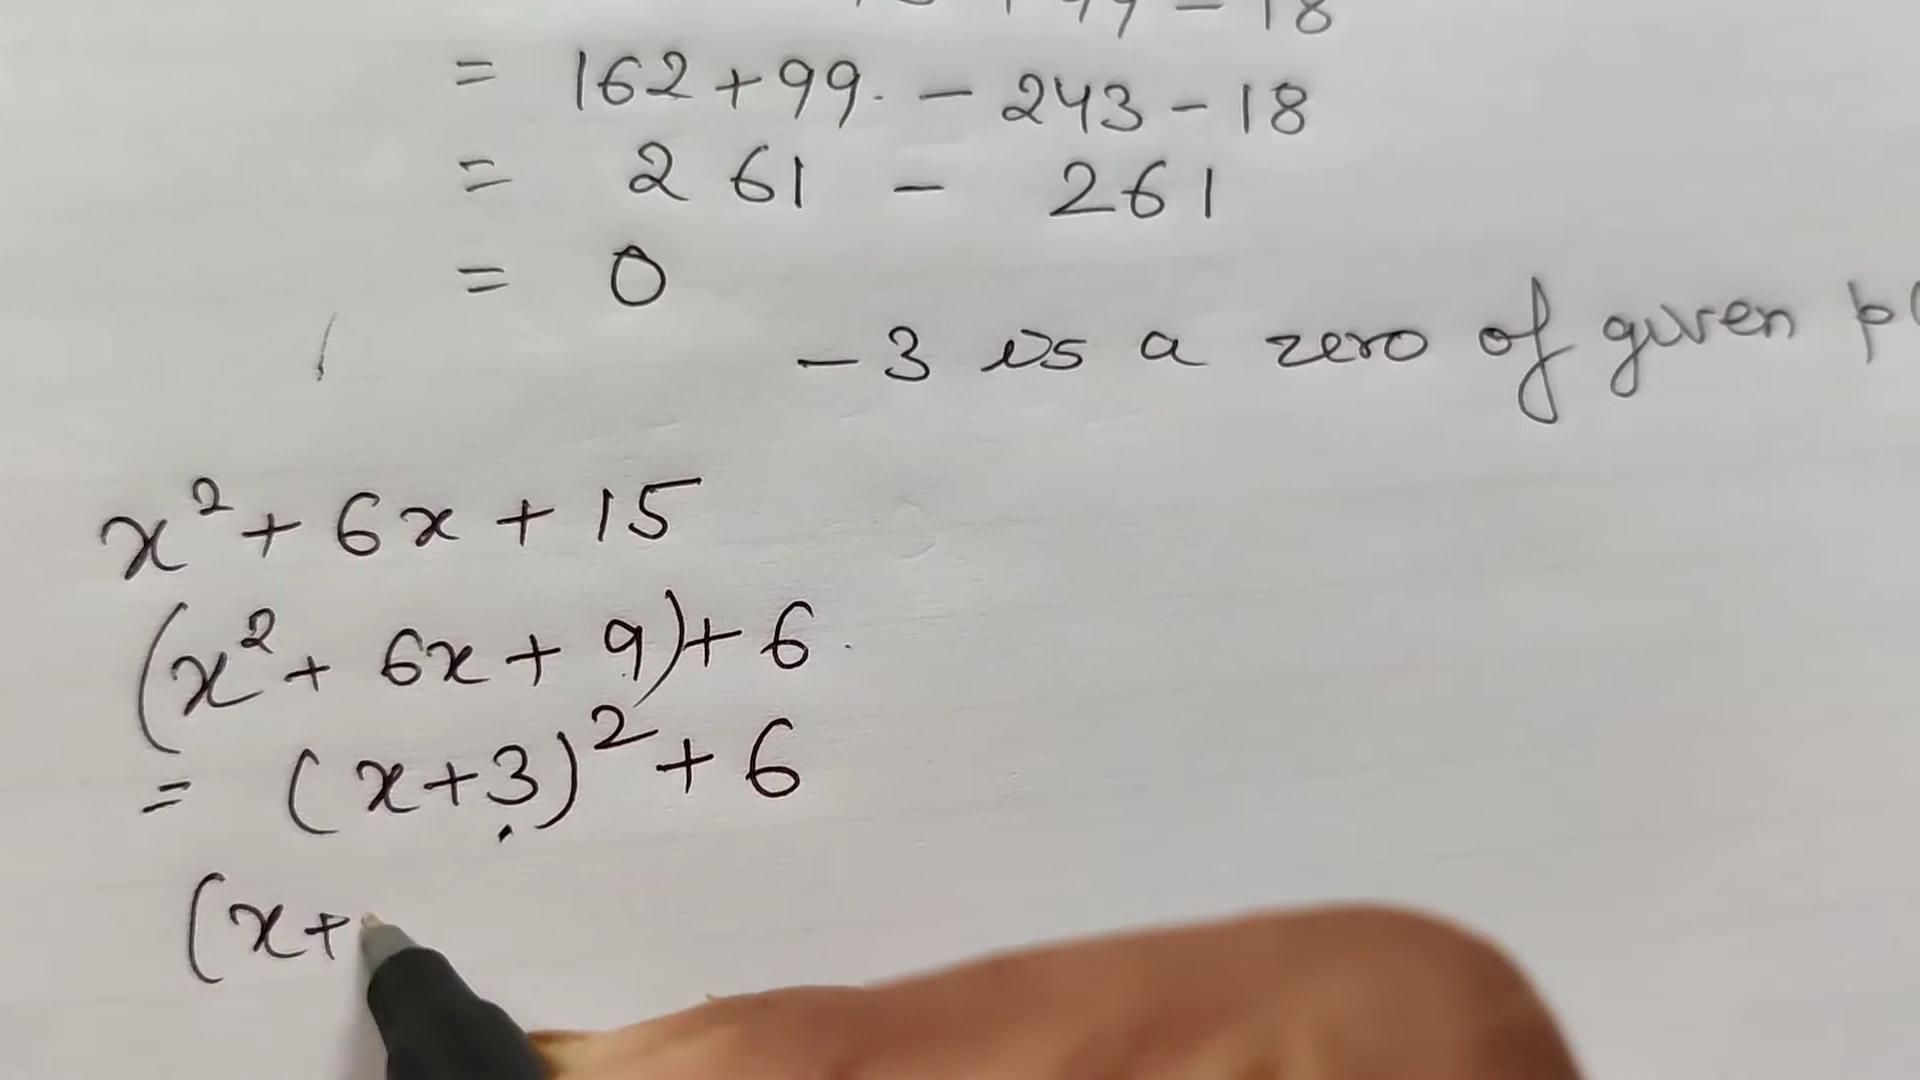 - 18
= 162 + 99. - 243 - 18
= 261 - 261
= 0
- 3 is a zero of given
x² + 6x + 15
(x² + 6x + 9) + 6
= (x+3)² + 6
(x+